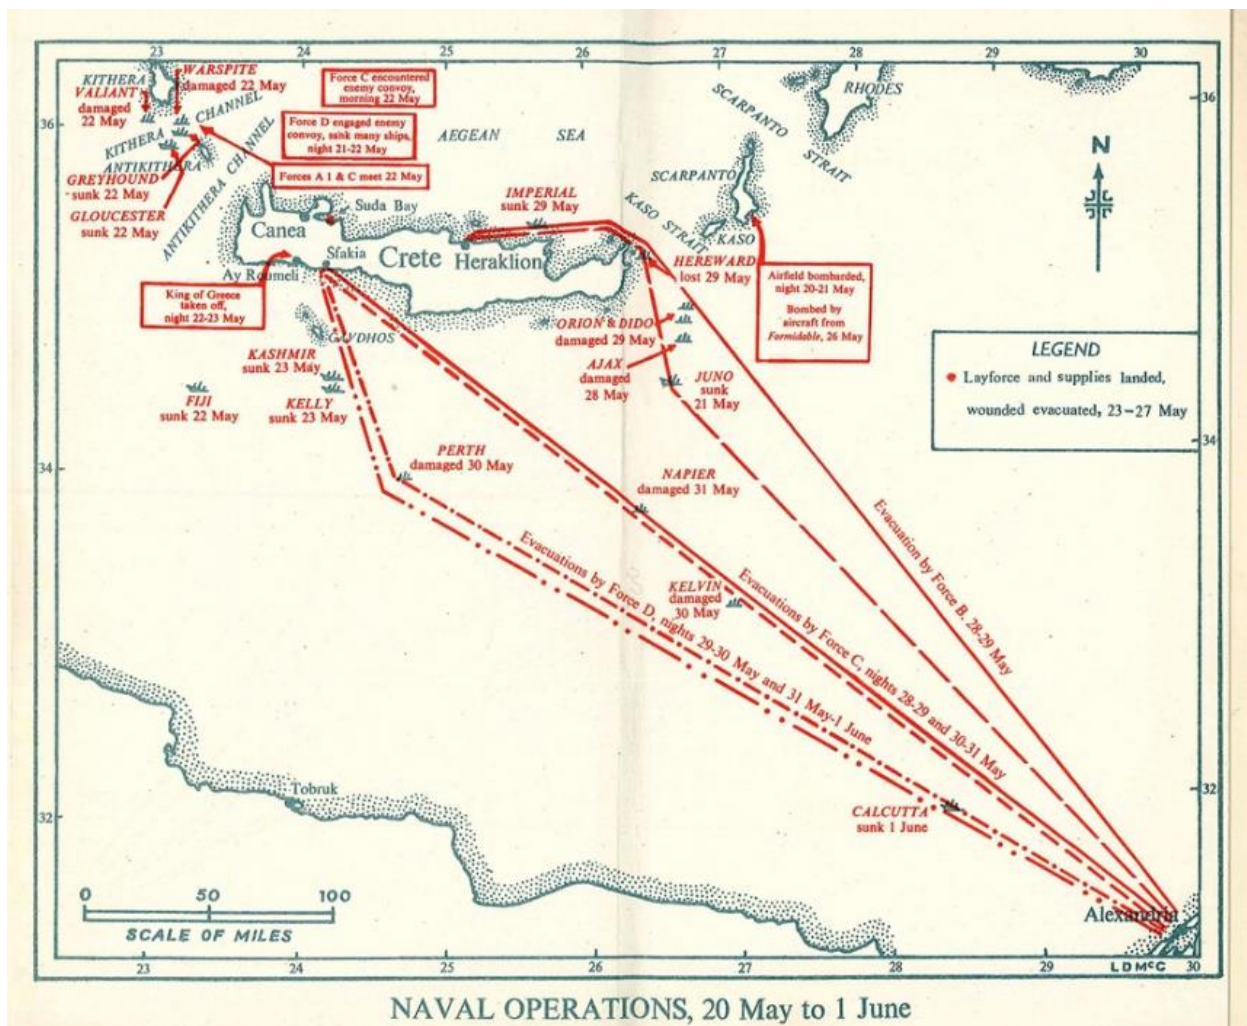 23
24
25
26
27
28
29
30
KITHERA
WARSPITE
damaged 22 May
VALIANT
damaged
22 May
KITHERA CHANNEL
36
Force C encountered
enemy convoy,
morning 22 May
Force D engaged enemy
convoy, sank many ships,
night 21-22 May
Forces A 1 & C meet 22 May
AEGEAN SEA
RHODES
SCARPANTO STRAIT
SCARPANTO STRAIT
36
N
ANTIKITHERA
ANTIKITHERA CHANNEL
GREYHOUND
sunk 22 May
GLOUCESTER
sunk 22 May
SCARPANTO
KASO STRAIT
KASO
IMPERIAL
sunk 29 May
Suda Bay
Canea
Sfakia
Crete
Heraklion
Ay Roumeli
HEREWARD
lost 29 May
Airfield bombarded,
night 20-21 May
Bombed by
aircraft from
Formidable, 26 May
King of Greece
taken off,
night 22-23 May
GAVDHOS
ORION & DIDO
damaged 29 May
AJAX
damaged
28 May
JUNO
sunk
21 May
KASHMIR
sunk 23 May
KELLY
sunk 23 May
FIJI
sunk 22 May
LEGEND
Layforce and supplies landed,
wounded evacuated, 23-27 May
34
34
PERTH
damaged 30 May
NAPIER
damaged 31 May
KELVIN
damaged
30 May
Evacuation by Force B. 28-29 May
Evacuations by Force C, nights 28-29 and 30-31 May
Evacuations by Force D, nights 29-30 May and 31 May-1 June
CALCUTTA
sunk 1 June
Tobruk
32
32
Alexandria
0 50 100
SCALE OF MILES
LDMcG
23
24
25
26
27
28
29
30
NAVAL OPERATIONS, 20 May to 1 June